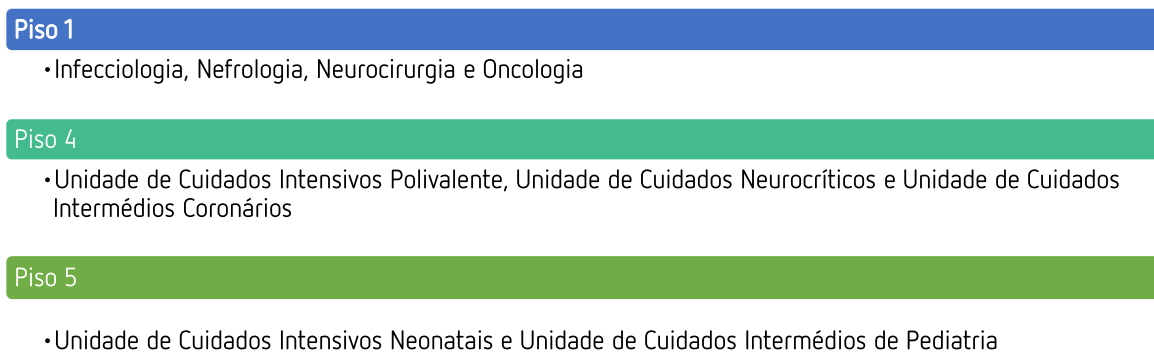 Piso 1
•Infecciologia, Nefrologia, Neurocirurgia e Oncologia
Piso 4
•Unidade de Cuidados Intensivos Polivalente, Unidade de Cuidados Neurocríticos e Unidade de Cuidados
Intermédios Coronários
Piso 5
•Unidade de Cuidados Intensivos Neonatais e Unidade de Cuidados Intermédios de Pediatria